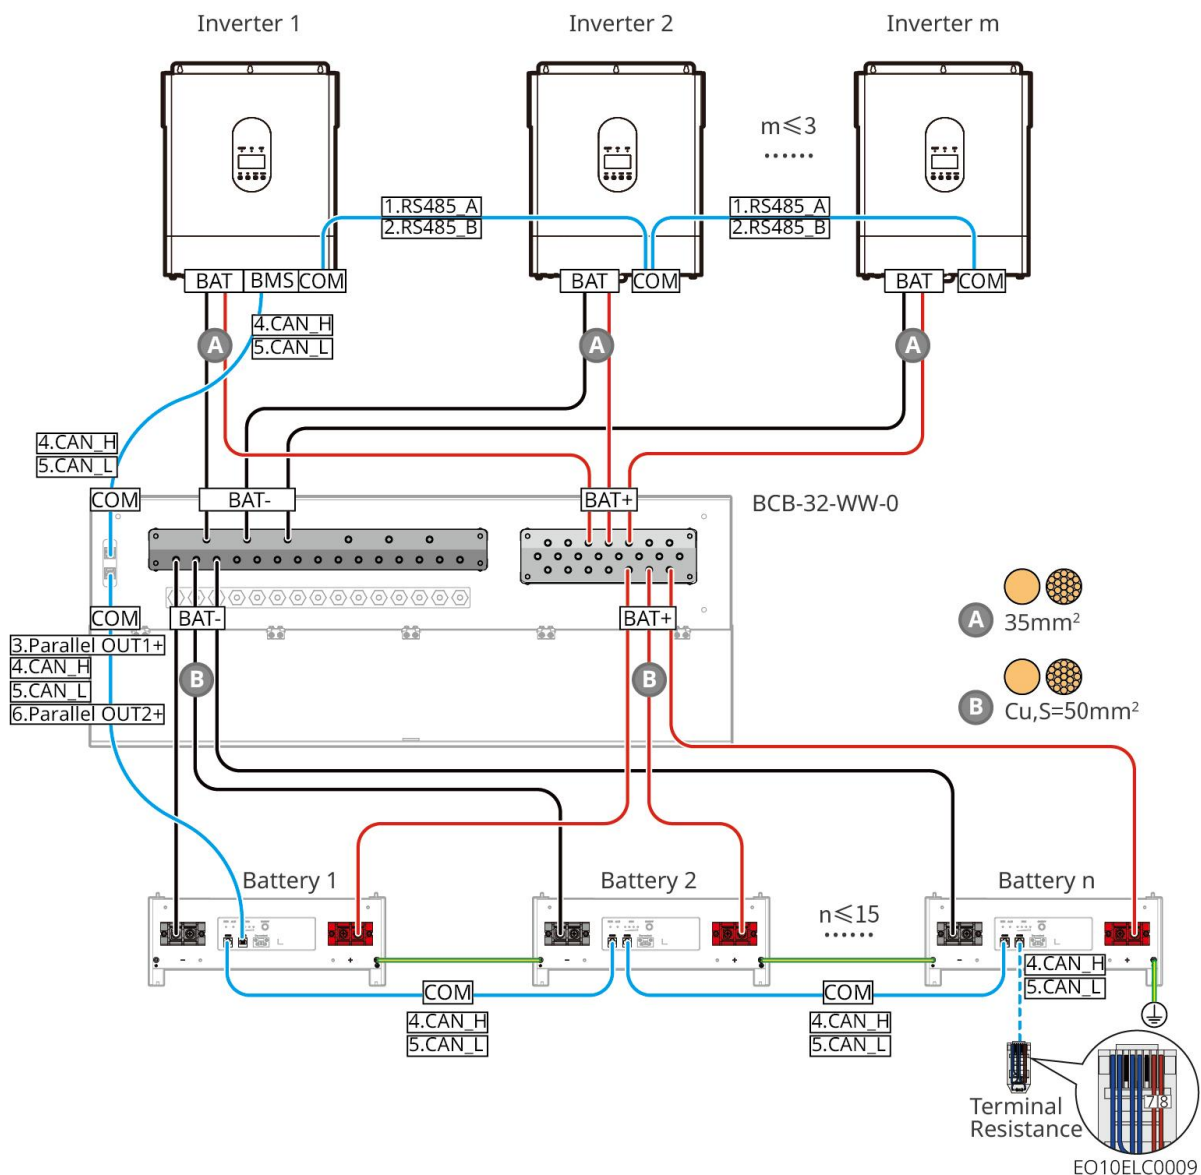 Inverter 1
Inverter 2
Inverter m
m≤3
......
1.RS485_A
2.RS485_B
1.RS485_A
2.RS485_B
BAT
BMS
COM
BAT
COM
BAT
COM
4.CAN_H
5.CAN_L
A
A
A
4.CAN_H
5.CAN_L
COM
BAT-
BAT+
BCB-32-WW-0
COM
BAT-
BAT+
A
35mm²
3.Parallel OUT1+
4.CAN_H
5.CAN_L
6.Parallel OUT2+
B
B
B
Cu,S=50mm²
Battery 1
Battery 2
Battery n
n≤15
......
-
+
-
+
-
+
COM
4.CAN_H
5.CAN_L
COM
4.CAN_H
5.CAN_L
4.CAN_H
5.CAN_L
7 8
Terminal
Resistance
EO10ELC0009